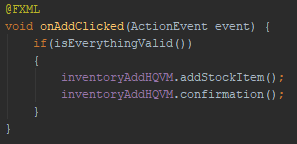 @FXML
void onAddClicked(ActionEvent event) {
    if(isEverythingValid())
    {
        inventoryAddHQVM.addStockItem();
        inventoryAddHQVM.confirmation();
    }
}